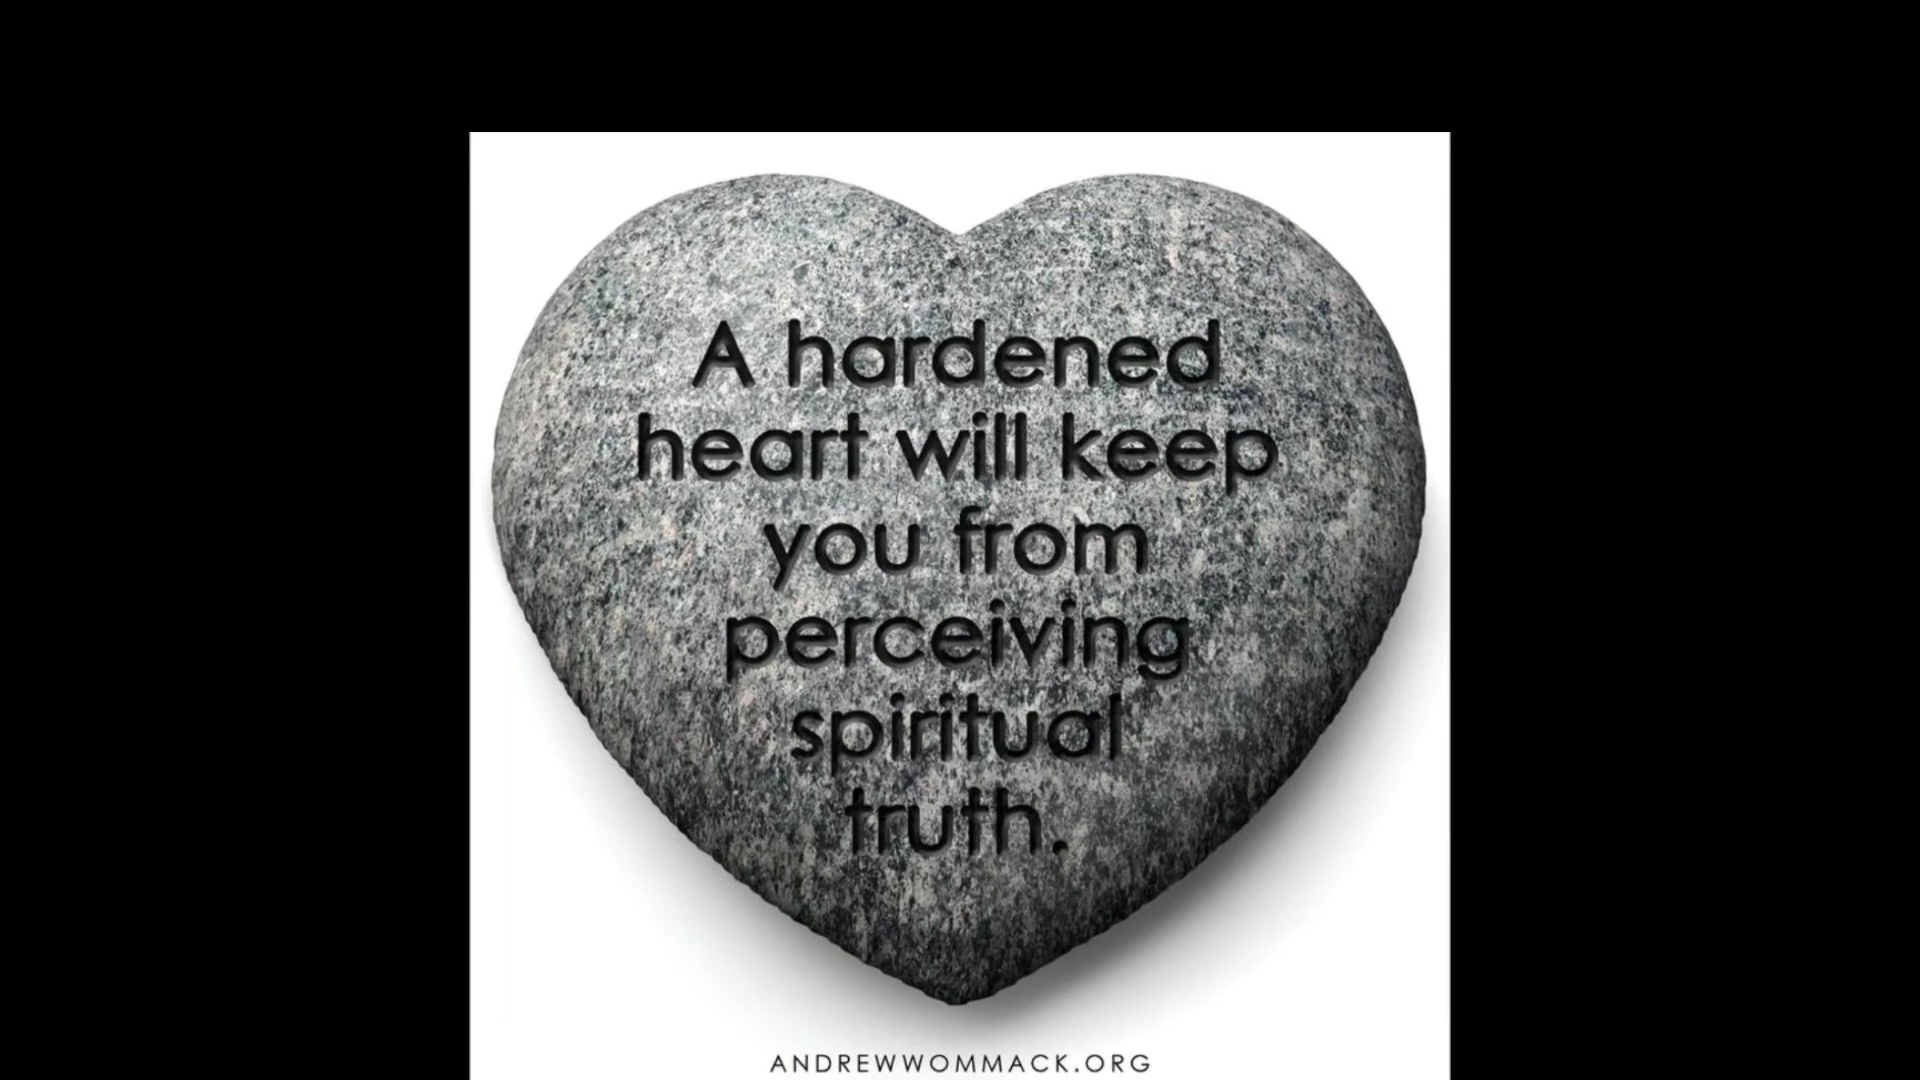 A hardened
heart will keep
you from
perceiving
spiritual
truth.
ANDREWWOMMACK.ORG